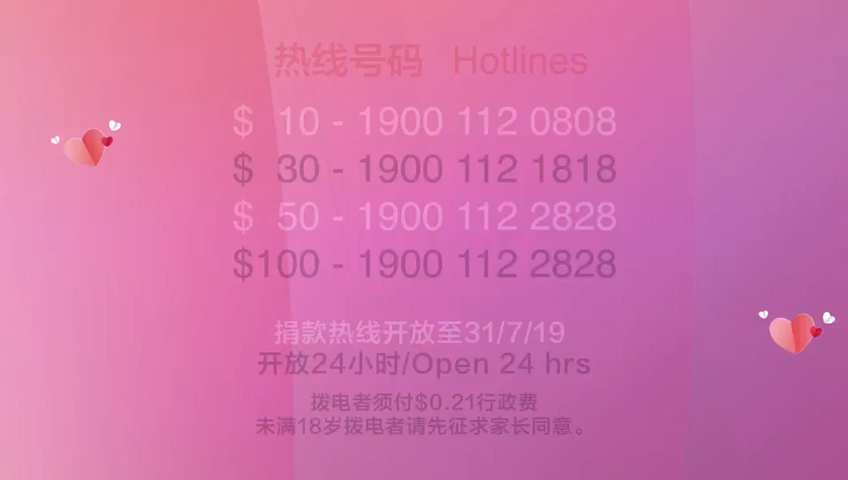 热线号码 Hotlines
$ 10 - 1900 112 0808
$ 30 - 1900 112 1818
$ 50 - 1900 112 2828
$100 - 1900 112 2828
捐款热线开放至31/7/19
开放24小时/Open 24 hrs
拨电者须付$0.21行政费
未满18岁拨电者请先征求家长同意。